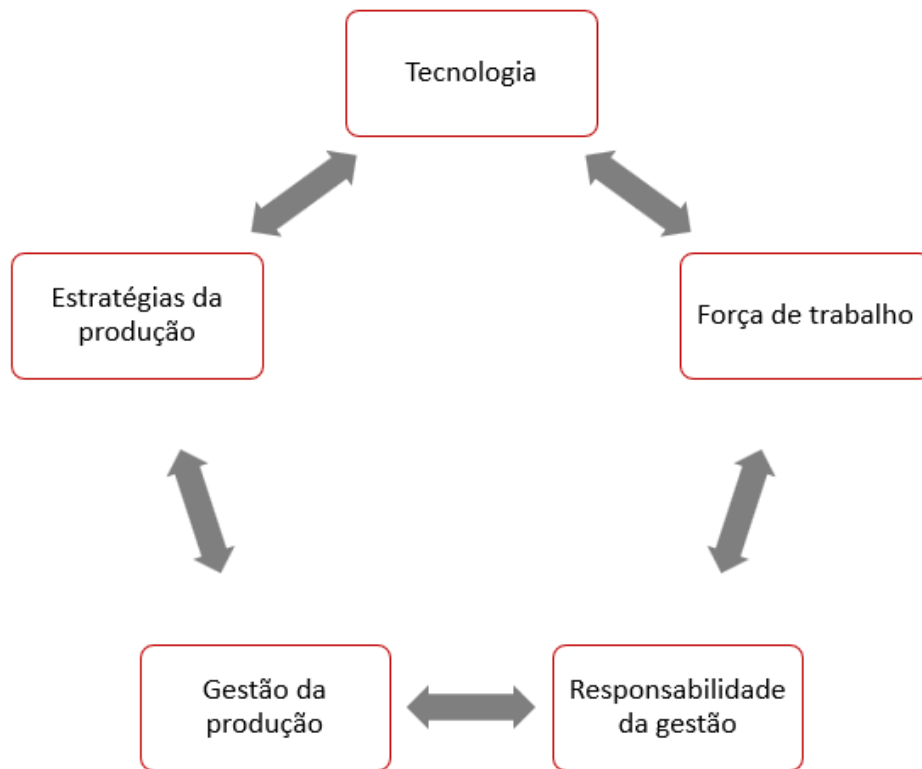 Tecnologia
Estratégias da
produção
Força de trabalho
Gestão da
produção
Responsabilidade
da gestão